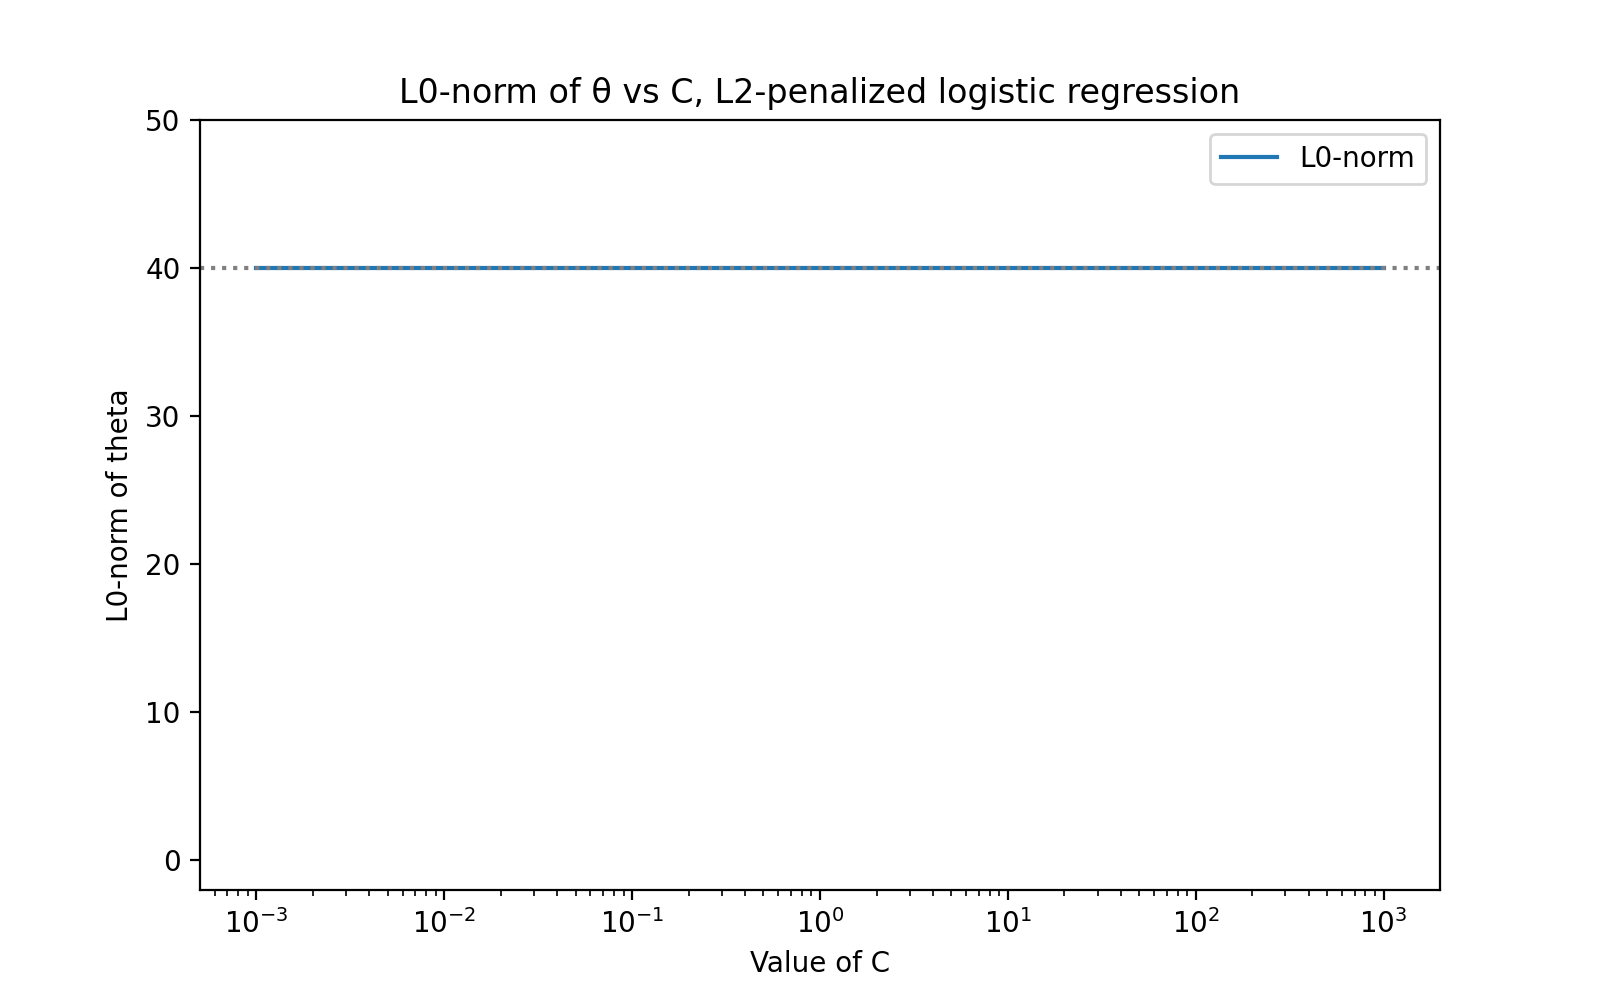 L0-norm of θ vs C, L2-penalized logistic regression
L0-norm
50
40
30
20
10
0
L0-norm of theta
10⁻³ 10⁻² 10⁻¹ 10⁰ 10¹ 10² 10³
Value of C